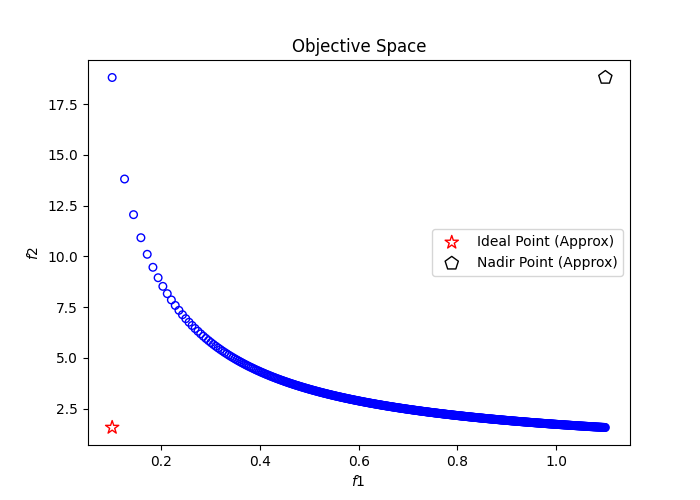 Objective Space
17.5
15.0
12.5
10.0
7.5
5.0
2.5
f2
Ideal Point (Approx)
Nadir Point (Approx)
0.2 0.4 0.6 0.8 1.0
f1